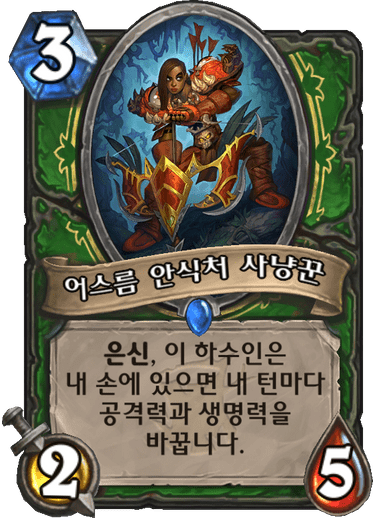 3
어스름 안식처 사냥꾼
은신, 이 하수인은
내 손에 있으면 내 턴마다
공격력과 생명력을
바꿉니다.
2
5